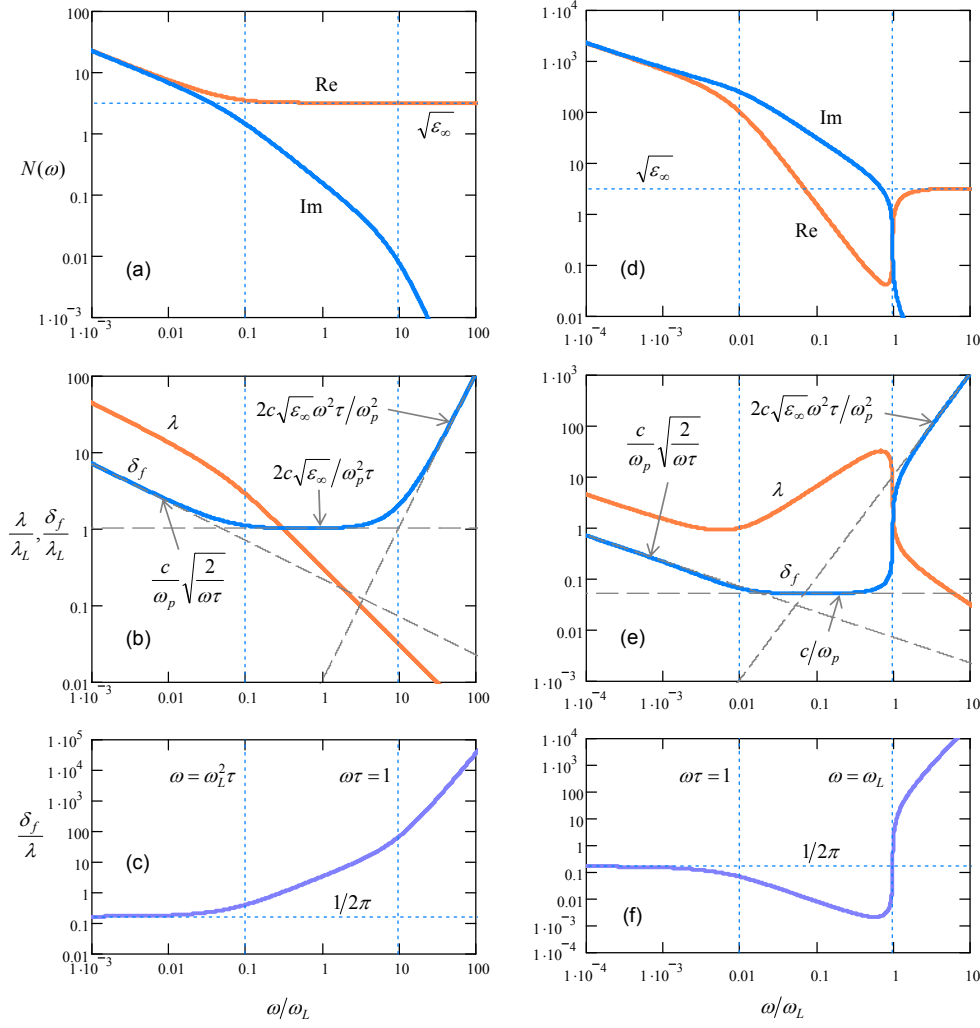 100
10
1
0.1
0.01
1·10⁻³
N(ω)
Re
√ε∞
Im
(a)
1·10⁻³ 0.01 0.1 1 10 100
1·10⁴
1·10³
100
10
1
0.1
0.01
√ε∞
Im
Re
(d)
1·10⁻⁴ 1·10⁻³ 0.01 0.1 1 10
100
10
1
0.1
0.01
λ/λ_L, δ_f/λ_L
λ
δ_f
2c√ε∞ω²τ/ω_p²
2c√ε∞/ω_p²τ
c/ω_p √(2/ωτ)
(b)
1·10⁻³ 0.01 0.1 1 10 100
1·10³
100
10
1
0.1
0.01
1·10⁻³
2c√ε∞ω²τ/ω_p²
c/ω_p √(2/ωτ)
λ
δ_f
c/ω_p
(e)
1·10⁻⁴ 1·10⁻³ 0.01 0.1 1 10
1·10⁵
1·10⁴
1·10³
100
10
1
0.1
0.01
δ_f/λ
ω = ω_L²τ
ωτ = 1
(c)
1/2π
1·10⁻³ 0.01 0.1 1 10 100
ω/ω_L
1·10⁴
1·10³
100
10
1
0.1
0.01
1·10⁻³
1·10⁻⁴
ωτ = 1
ω = ω_L
1/2π
(f)
1·10⁻⁴ 1·10⁻³ 0.01 0.1 1 10
ω/ω_L